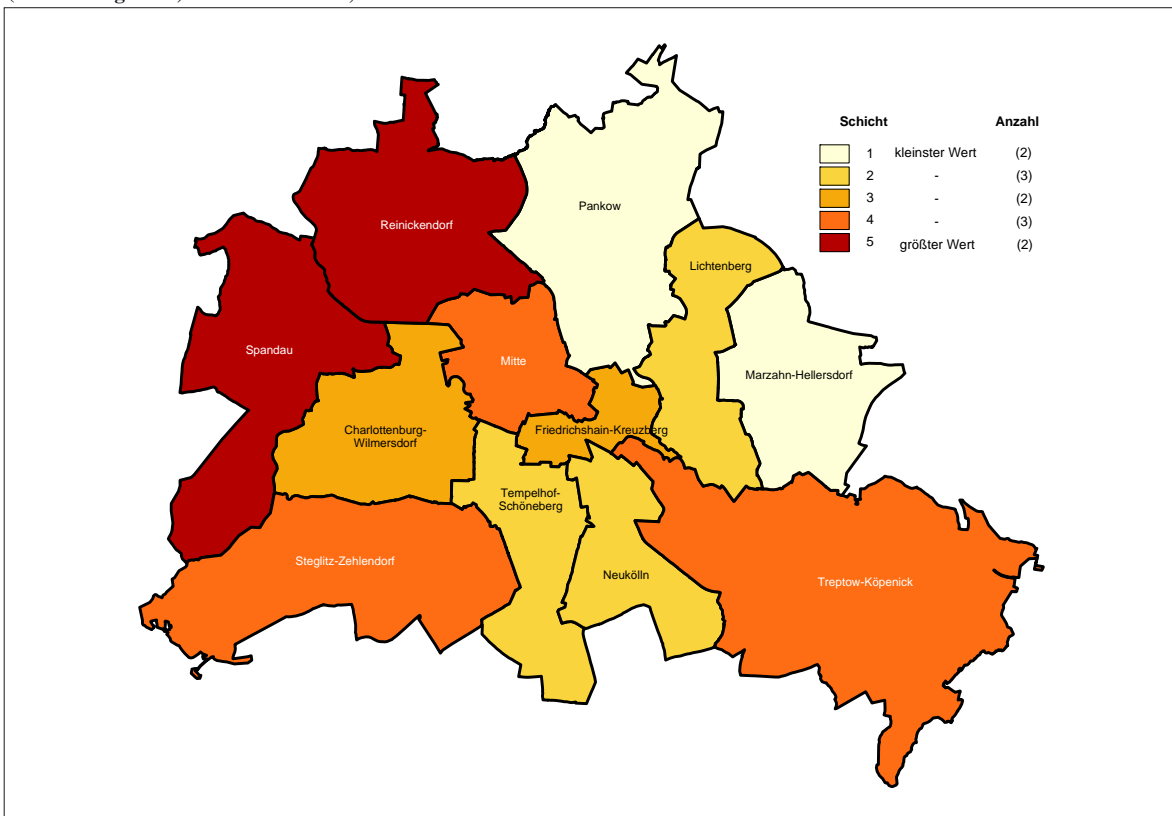 Schicht Anzahl
1 kleinster Wert (2)
2 - (3)
3 - (2)
4 - (3)
5 größter Wert (2)
Pankow
Reinickendorf
Lichtenberg
Spandau
Mitte
Marzahn-Hellersdorf
Charlottenburg-
Wilmersdorf
Friedrichshain-Kreuzberg
Tempelhof-
Schöneberg
Steglitz-Zehlendorf
Neukölln
Treptow-Köpenick